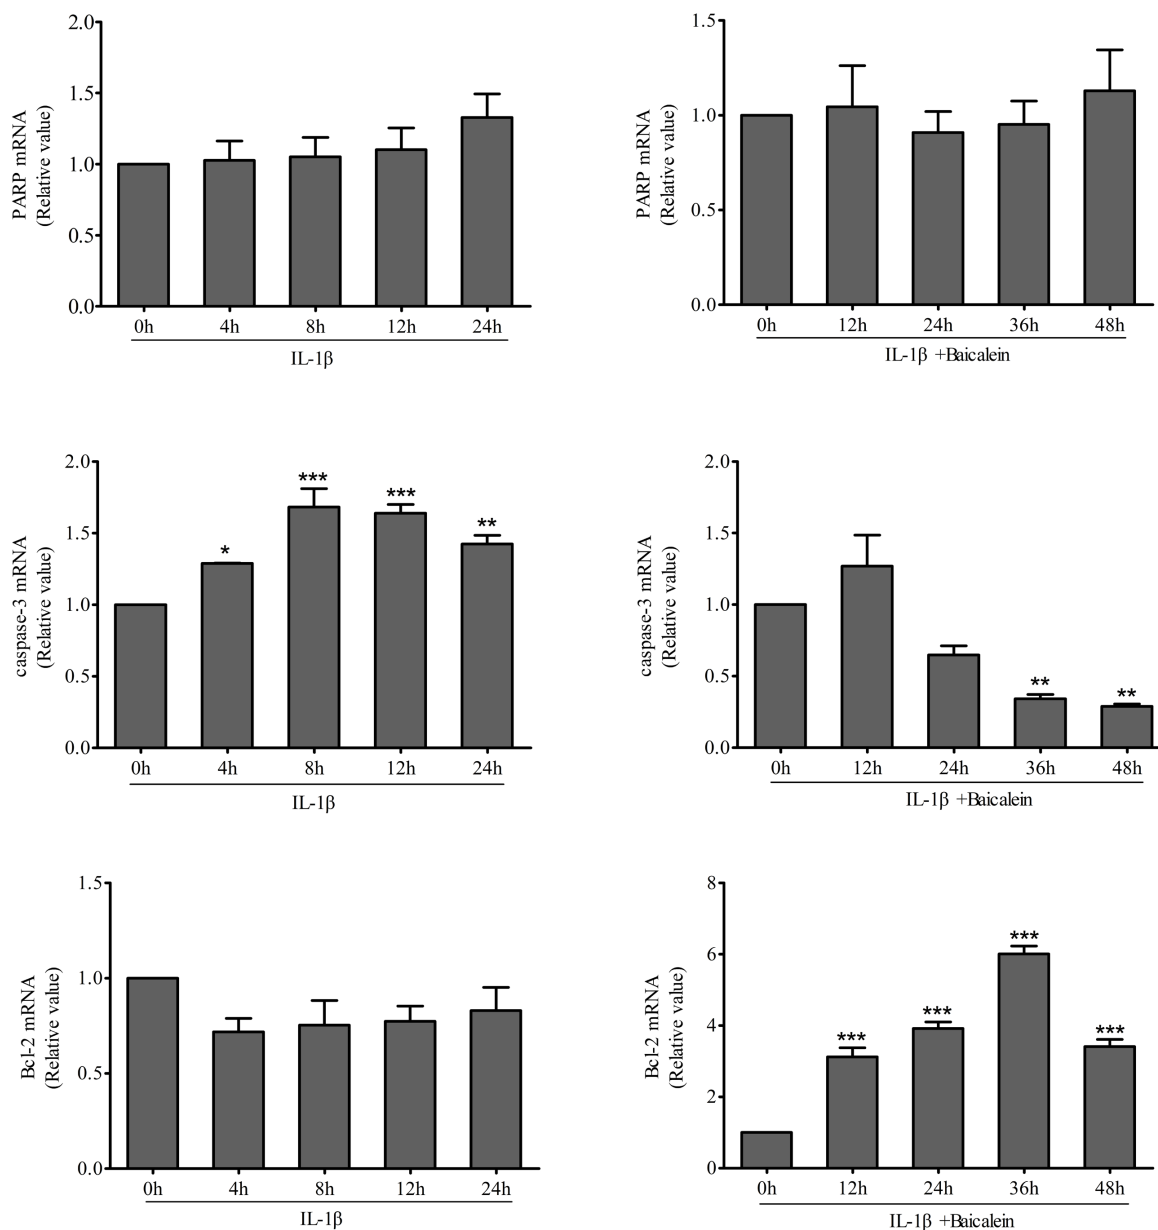 PARP mRNA
(Relative value)
2.0
1.5
1.0
0.5
0.0
0h 4h 8h 12h 24h
IL-1β
PARP mRNA
(Relative value)
1.5
1.0
0.5
0.0
0h 12h 24h 36h 48h
IL-1β +Baicalein
caspase-3 mRNA
(Relative value)
2.0
1.5
1.0
0.5
0.0
*
***
***
**
0h 4h 8h 12h 24h
IL-1β
caspase-3 mRNA
(Relative value)
2.0
1.5
1.0
0.5
0.0
**
**
0h 12h 24h 36h 48h
IL-1β +Baicalein
Bcl-2 mRNA
(Relative value)
1.5
1.0
0.5
0.0
0h 4h 8h 12h 24h
IL-1β
Bcl-2 mRNA
(Relative value)
8
6
4
2
0
***
***
***
***
0h 12h 24h 36h 48h
IL-1β +Baicalein